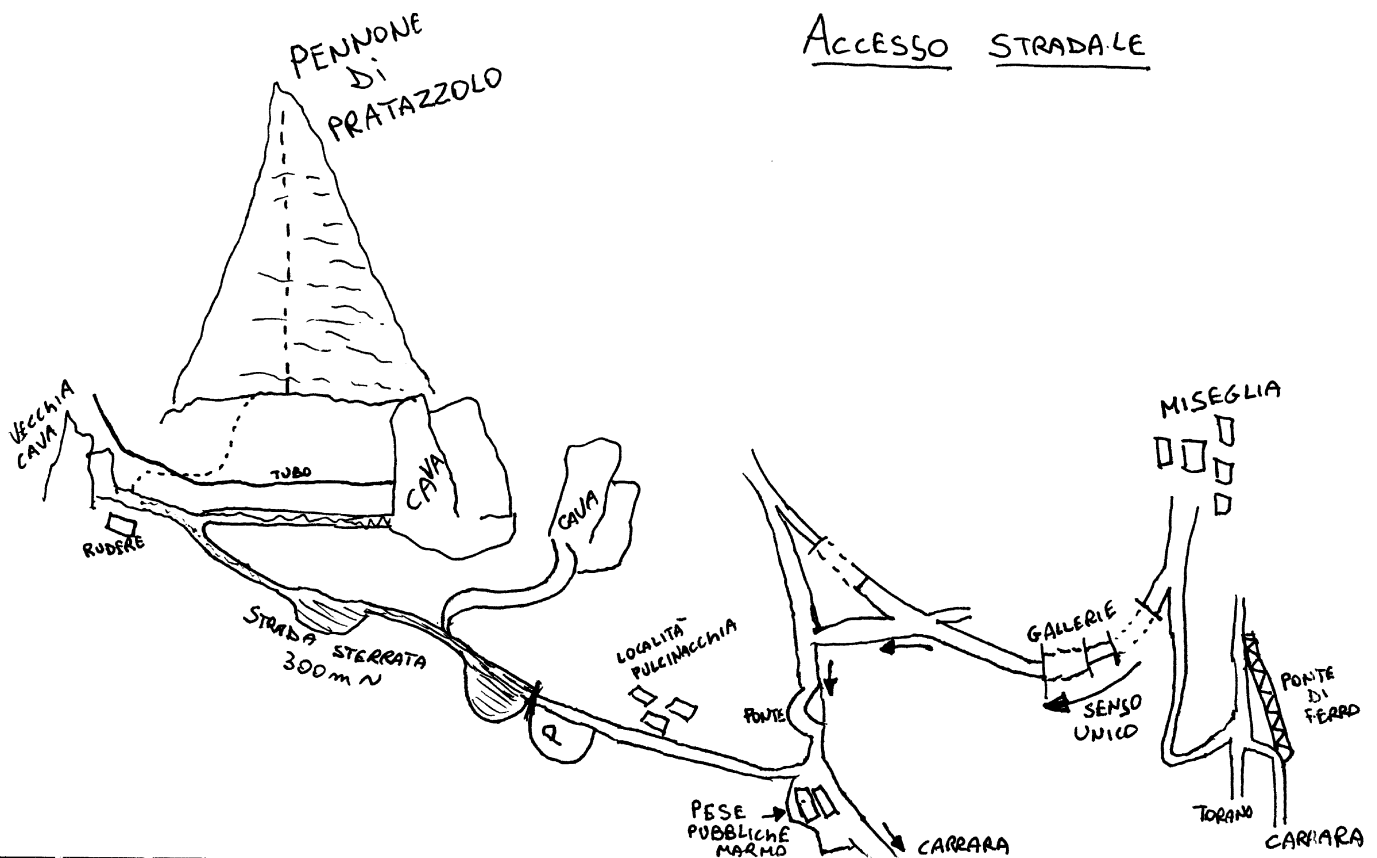 ACCESSO STRADALE
PENNONE
Di
PRATAZZOLO
VECCHIA
CAVA
TUBO
CAVA
CAVA
RUDERE
STRADA STERRATA
300 m N
LOCALITÀ
PULCINACCHIA
P
PONTE
PESE
PUBBLICHE
MARMO
CARRARA
MISEGLIA
GALLERIE
SENSO
UNICO
PONTE
DI
FERRO
TORANO
CARRARA